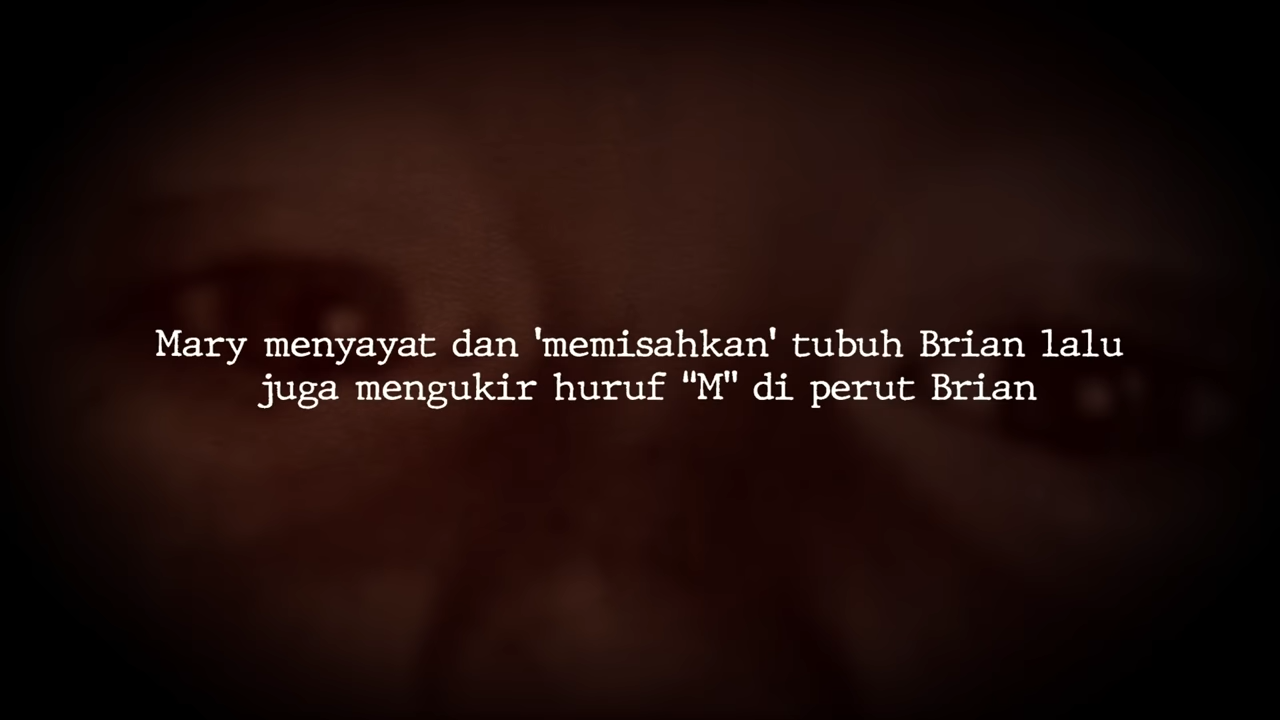 Mary menyayat dan 'memisahkan' tubuh Brian lalu
juga mengukir huruf “M" di perut Brian